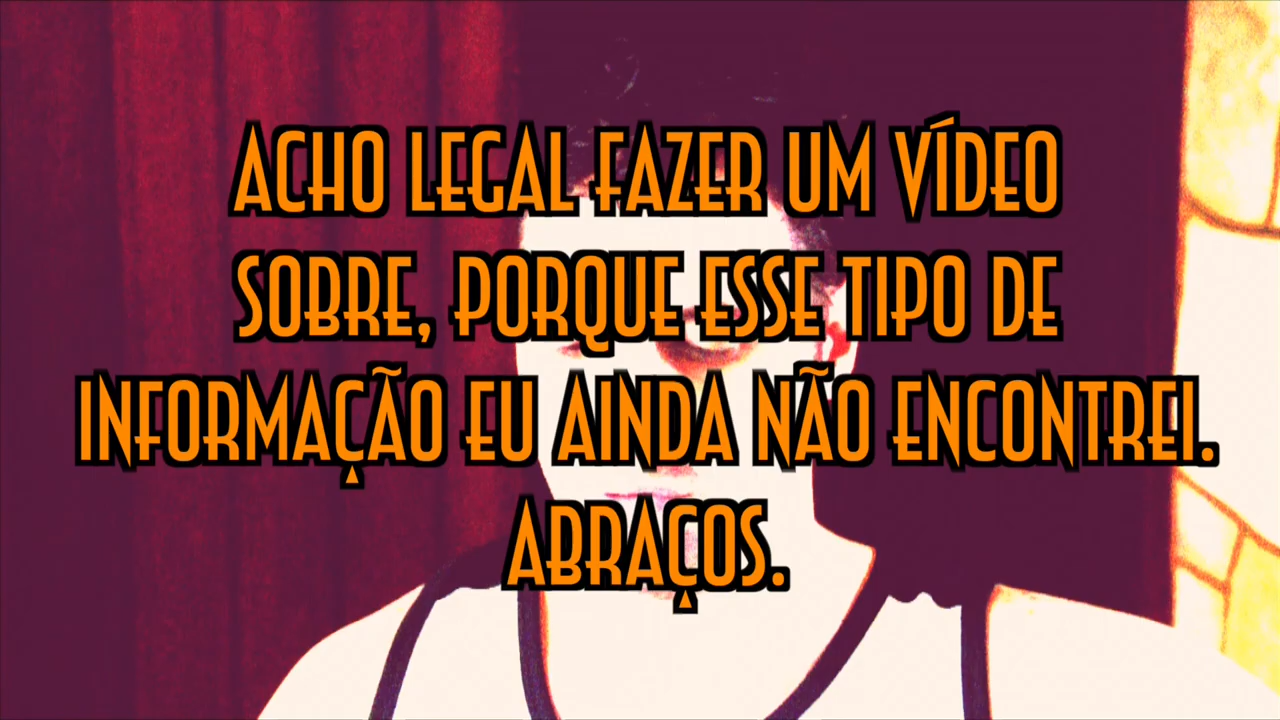 ACHO LEGAL FAZER UM VÍDEO
SOBRE, PORQUE ESSE TIPO DE
INFORMAÇÃO EU AINDA NÃO ENCONTREI.
ABRAÇOS.